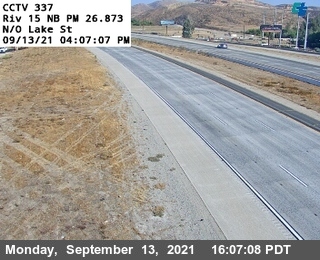 CCTV 337
Riv 15 NB PM 26.873
N/O Lake St
09/13/21 04:07:07 PM
Monday, September 13, 2021 16:07:08 PDT